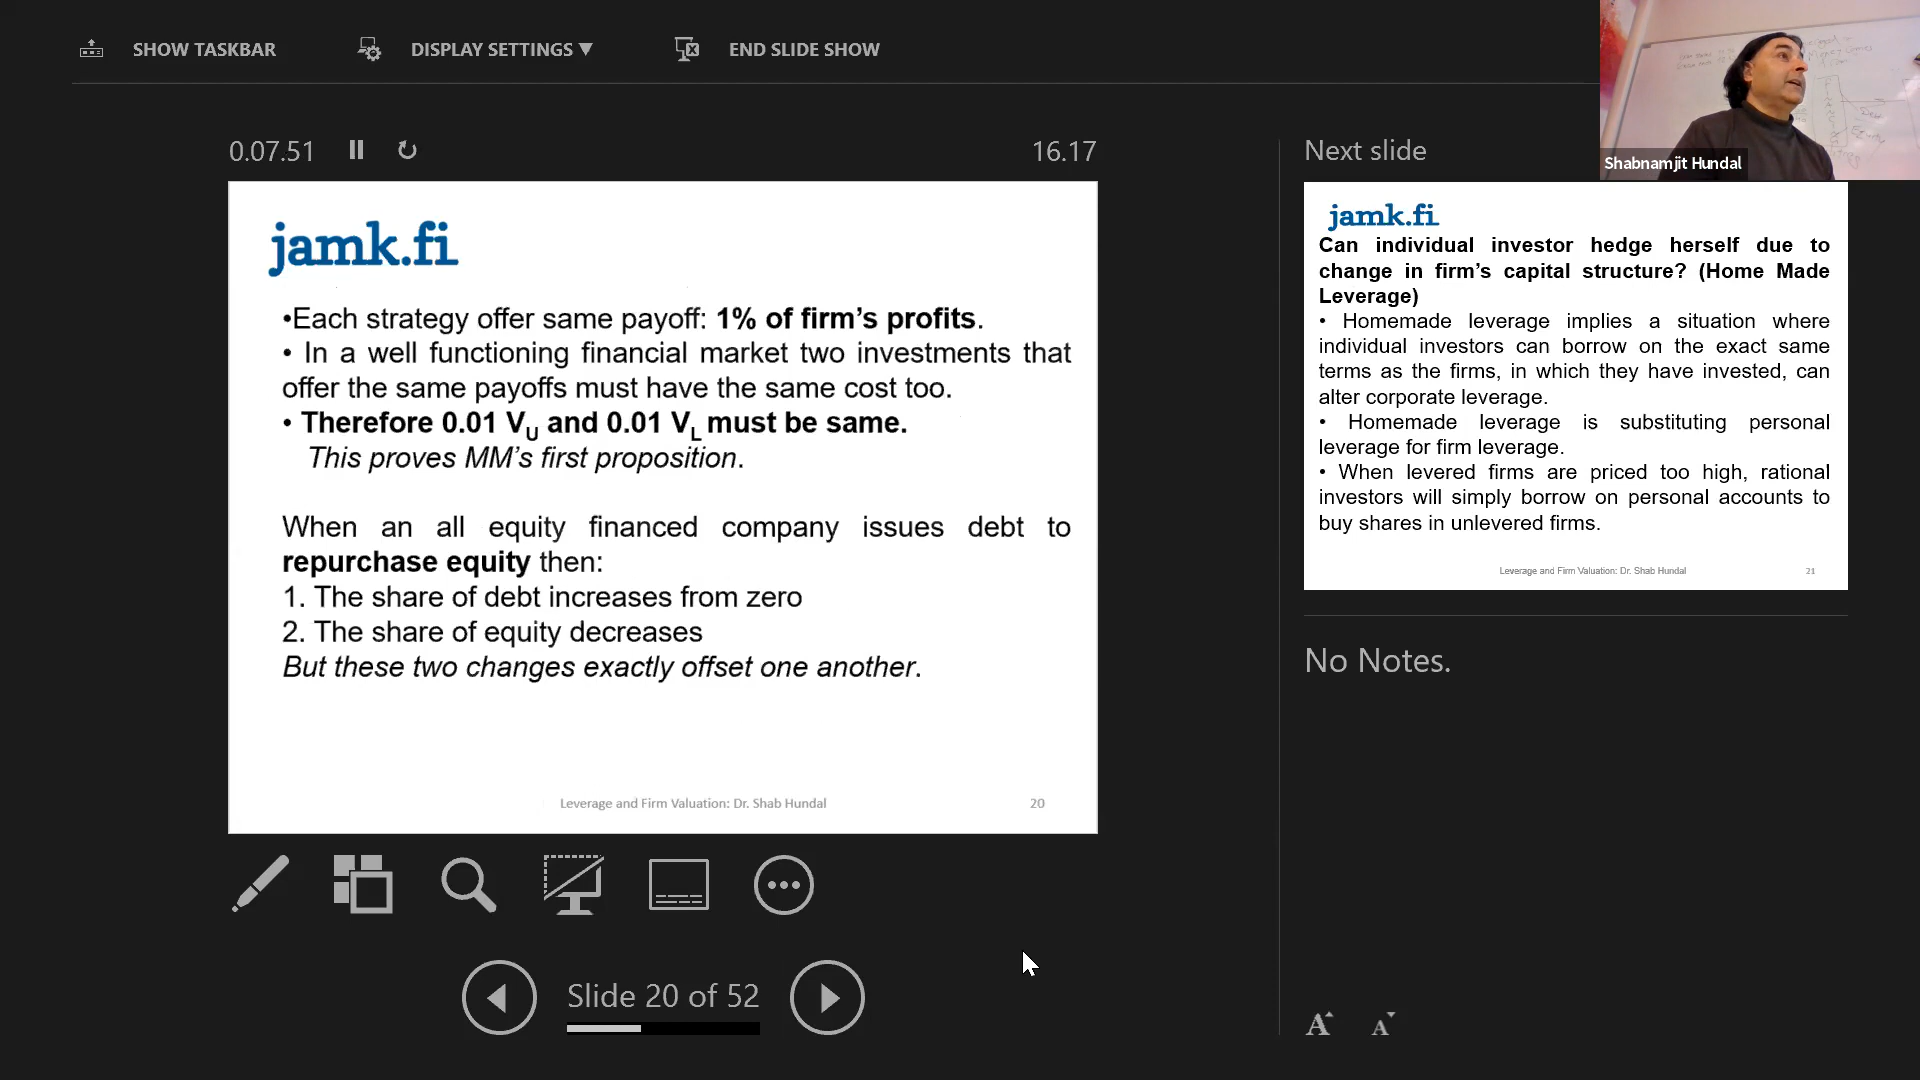 SHOW TASKBAR
DISPLAY SETTINGS ▼
END SLIDE SHOW
Shabnamjit Hundal
0.07.51
16.17
jamk.fi
•Each strategy offer same payoff: 1% of firm’s profits.
• In a well functioning financial market two investments that
offer the same payoffs must have the same cost too.
• Therefore 0.01 VU and 0.01 VL must be same.
This proves MM’s first proposition.
When an all equity financed company issues debt to
repurchase equity then:
1. The share of debt increases from zero
2. The share of equity decreases
But these two changes exactly offset one another.
Leverage and Firm Valuation: Dr. Shab Hundal
20
Slide 20 of 52
Next slide
jamk.fi
Can individual investor hedge herself due to
change in firm’s capital structure? (Home Made
Leverage)
• Homemade leverage implies a situation where
individual investors can borrow on the exact same
terms as the firms, in which they have invested, can
alter corporate leverage.
• Homemade leverage is substituting personal
leverage for firm leverage.
• When levered firms are priced too high, rational
investors will simply borrow on personal accounts to
buy shares in unlevered firms.
Leverage and Firm Valuation: Dr. Shab Hundal
21
No Notes.
A A